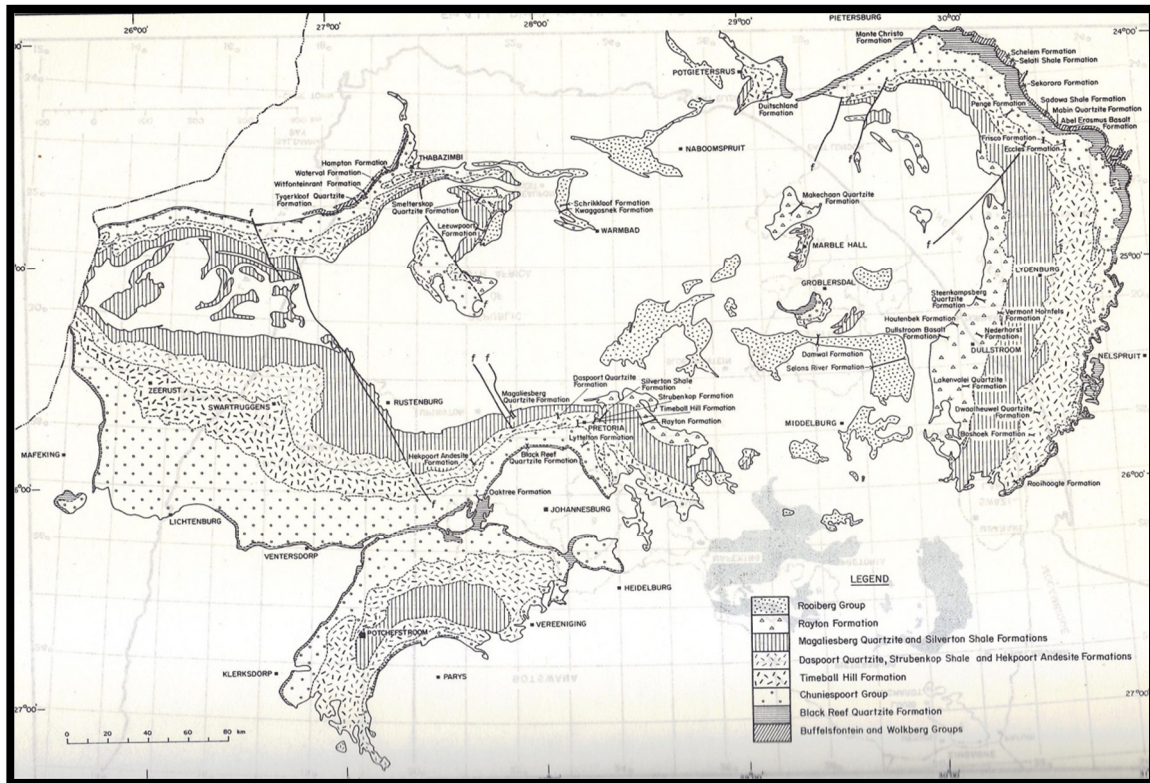 26°00'
27°00'
28°00'
29°00'
PIETERSBURG
30°00'
24°00'
Monte Christo
Formation
Schelem Formation
Selati Shale Formation
Sekororo Formation
POTGIETERSRUS
Duitschland
Formation
Penge Formation
Sadowa Shale Formation
Mabin Quartzite Formation
Abel Erasmus Basalt
Formation
Frisco Formation
Eccles Formation
NABOOMSPRUIT
Hampton Formation
THABAZIMBI
Waterval Formation
Witfonteinrant Formation
Tygerkloof Quartzite
Formation
Smelterskop
Quartzite Formation
Leeuwpoort
Formation
Schrikkloof Formation
Kwaggasnek Formation
WARMBAD
Makechaan Quartzite
Formation
MARBLE HALL
f
f
f
f
25°00'
LYDENBURG
GROBLERSDAL
Steenkampsberg
Quartzite
Formation
Houtenbek Formation
Vermont Hornfels
Formation
Dullstroom Basalt
Formation
Nederhorst
Formation
DULLSTROOM
NELSPRUIT
Damwal Formation
Selons River Formation
Lakenvalei Quartzite
Formation
Dwaalheuwel Quartzite
Formation
Boshoek Formation
Rooihoogte Formation
26°00'
ZEERUST
SWARTRUGGENS
RUSTENBURG
f
f
Magaliesberg
Quartzite Formation
Daspoort Quartzite
Formation
Silverton Shale
Formation
Strubenkop Formation
Timeball Hill Formation
PRETORIA
Rayton Formation
Lyttelton Formation
MIDDELBURG
Hekpoort Andesite
Formation
Black Reef
Quartzite Formation
MAFEKING
Oaktree Formation
JOHANNESBURG
LICHTENBURG
VENTERSDORP
HEIDELBURG
VEREENIGING
POTCHEFSTROOM
KLERKSDORP
PARYS
27°00'
27°00'
LEGEND
Rooiberg Group
Rayton Formation
Magaliesberg Quartzite and Silverton Shale Formations
Daspoort Quartzite, Strubenkop Shale and Hekpoort Andesite Formations
Timeball Hill Formation
Chuniespoort Group
Black Reef Quartzite Formation
Buffelsfontein and Wolkberg Groups
0 20 40 60 80 km